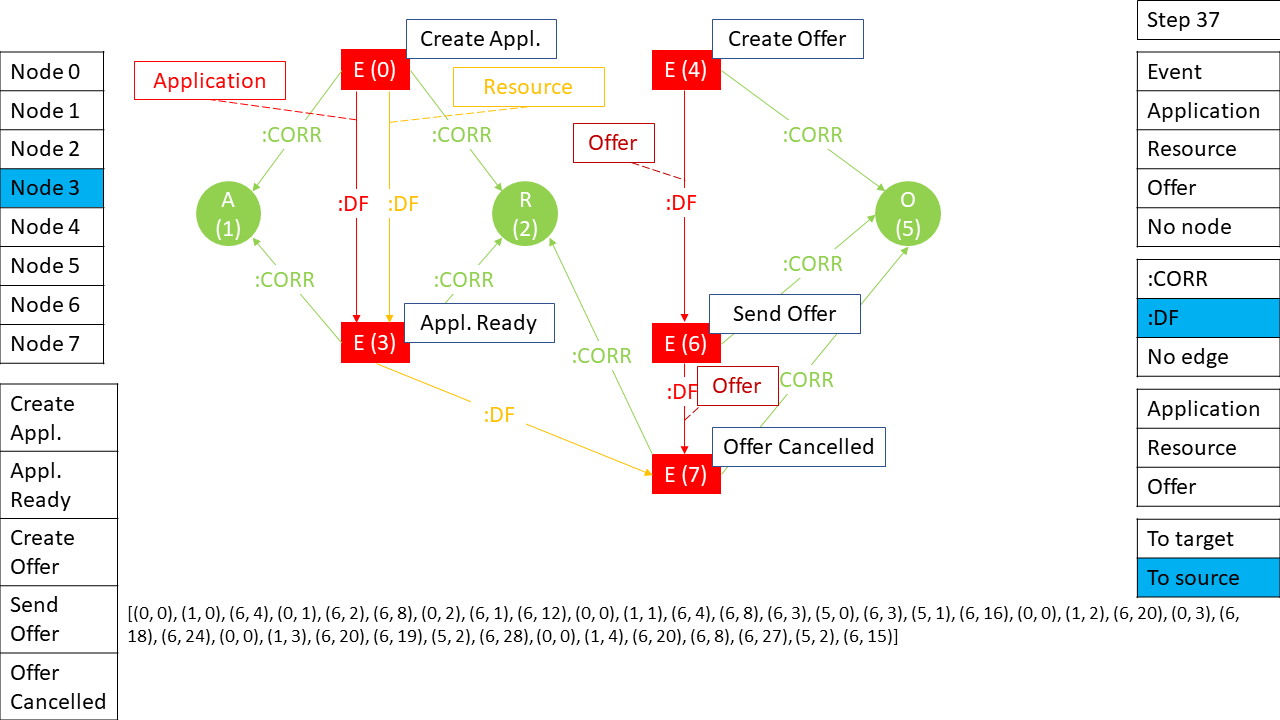 Step 37
Create Appl.
Create Offer
E (0)
E (4)
Application
Resource
Node 0
Node 1
Node 2
Node 3
Node 4
Node 5
Node 6
Node 7
Event
Application
Resource
Offer
No node
:CORR
:CORR
Offer
:CORR
:DF
:DF
:DF
A
(1)
R
(2)
O
(5)
:CORR
:CORR
:CORR
Appl. Ready
Send Offer
E (3)
E (6)
:CORR
:DF
Offer
CORR
:DF
Offer Cancelled
E (7)
:CORR
:DF
No edge
Application
Resource
Offer
To target
To source
Create
Appl.
Appl.
Ready
Create
Offer
Send
Offer
Offer
Cancelled
[(0, 0), (1, 0), (6, 4), (0, 1), (6, 2), (6, 8), (0, 2), (6, 1), (6, 12), (0, 0), (1, 1), (6, 4), (6, 8), (6, 3), (5, 0), (6, 3), (5, 1), (6, 16), (0, 0), (1, 2), (6, 20), (0, 3), (6,
18), (6, 24), (0, 0), (1, 3), (6, 20), (6, 19), (5, 2), (6, 28), (0, 0), (1, 4), (6, 20), (6, 8), (6, 27), (5, 2), (6, 15)]